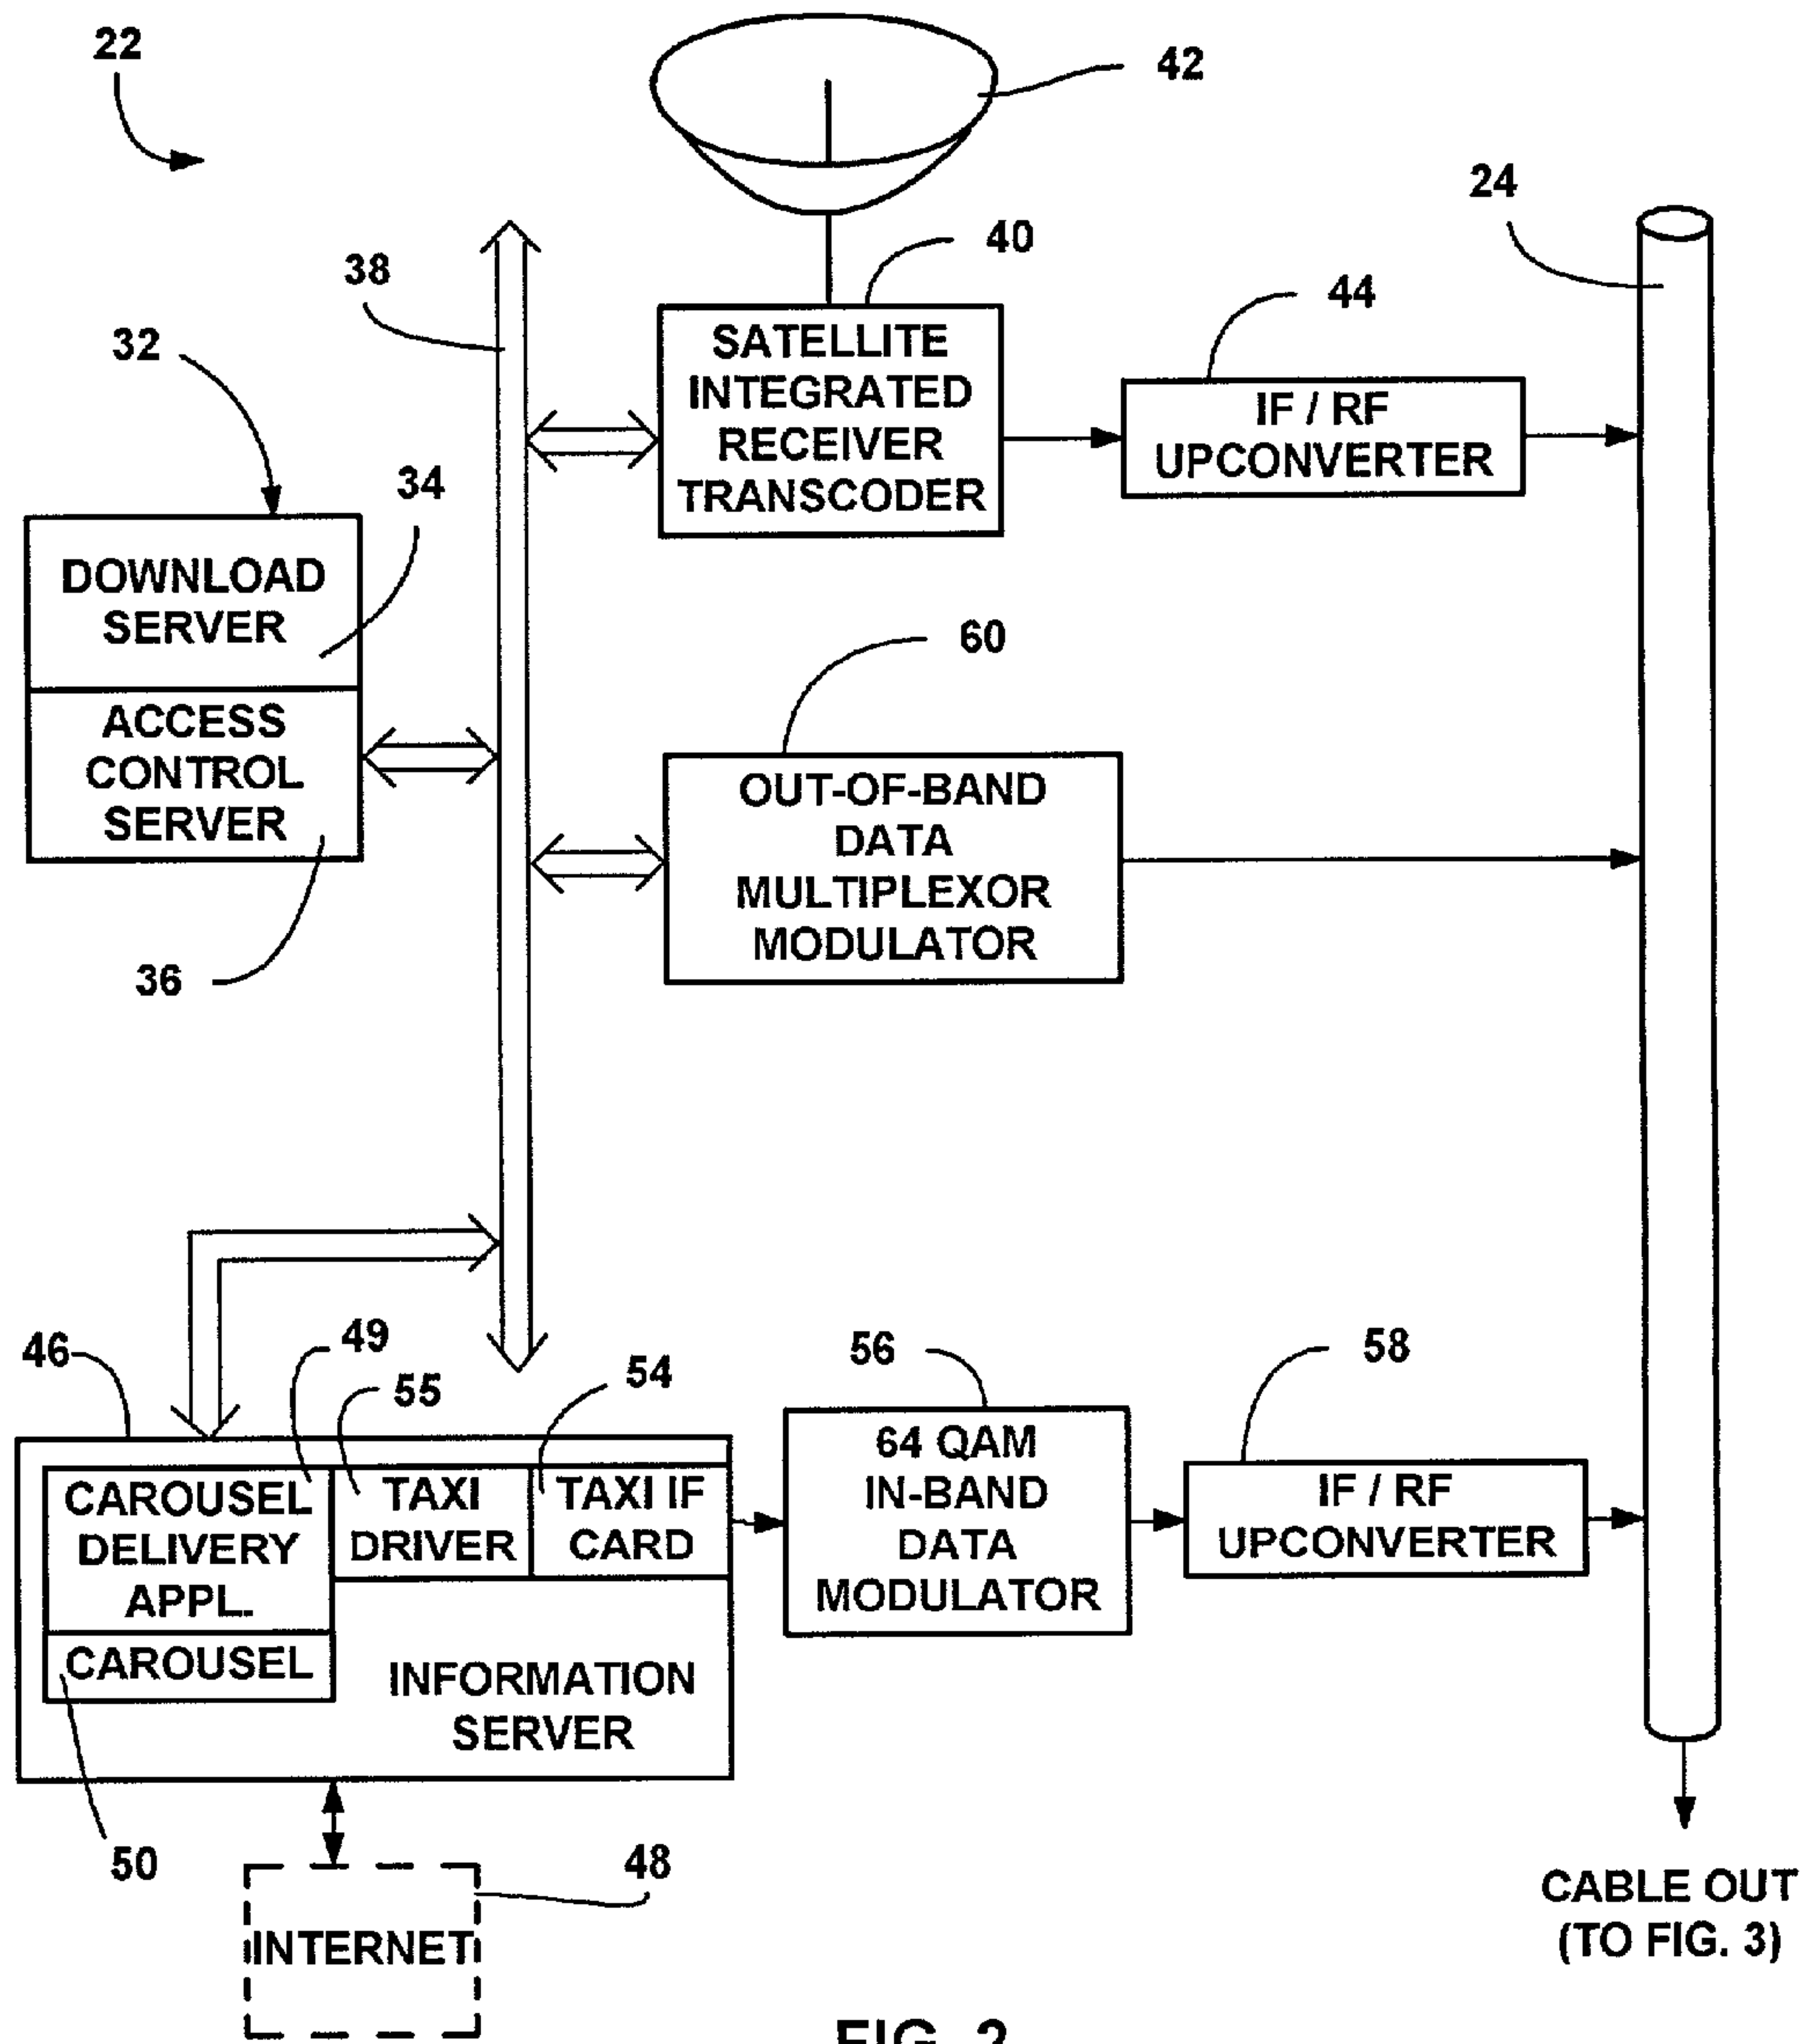 22
42
24
40
38
44
32
SATELLITE
INTEGRATED
RECEIVER
TRANSCODER
IF / RF
UPCONVERTER
34
DOWNLOAD
SERVER
60
ACCESS
CONTROL
SERVER
OUT-OF-BAND
DATA
MULTIPLEXOR
MODULATOR
36
46
49
55
54
56
58
CAROUSEL
DELIVERY
APPL.
TAXI
DRIVER
TAXI IF
CARD
64 QAM
IN-BAND
DATA
MODULATOR
IF / RF
UPCONVERTER
CAROUSEL
INFORMATION
SERVER
50
48
INTERNET
CABLE OUT
(TO FIG. 3)
FIG. 2